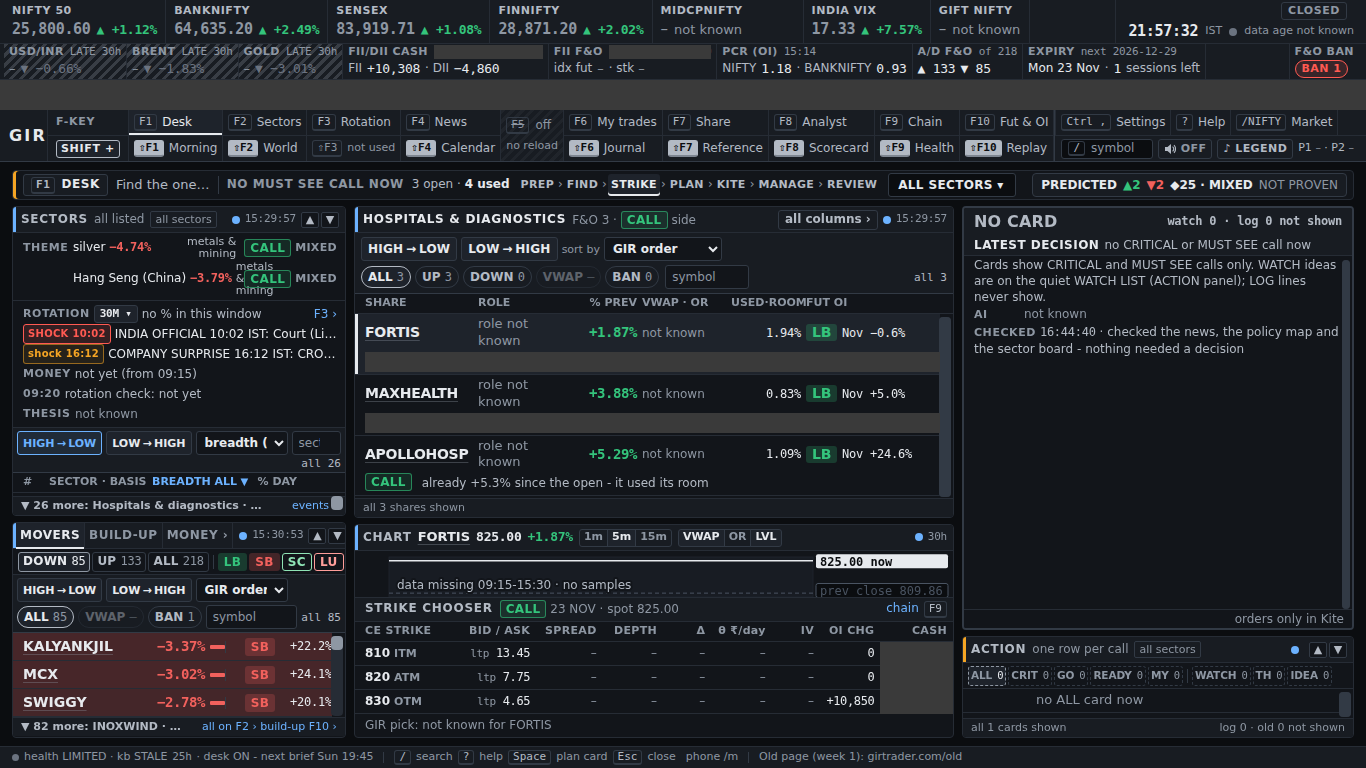 NIFTY 50 BANKNIFTY SENSEX FINNIFTY MIDCPNIFTY INDIA VIX GIFT NIFTY CLOSED
25,800.60 ▲ +1.12% 64,635.20 ▲ +2.49% 83,919.71 ▲ +1.08% 28,871.20 ▲ +2.02% – not known 17.33 ▲ +7.57% – not known 21:57:32 IST data age not known
USD/INR LATE 30h BRENT LATE 30h GOLD LATE 30h FII/DII CASH FII F&O PCR (OI) 15:14 A/D F&O of 218 EXPIRY next 2026-12-29 F&O BAN
– ▼ −0.66% – ▼ −1.83% – ▼ −3.01% FII +10,308 · DII −4,860 idx fut – · stk – NIFTY 1.18 · BANKNIFTY 0.93 ▲ 133 ▼ 85 Mon 23 Nov · 1 sessions left BAN 1
GIR F-KEY F1 Desk F2 Sectors F3 Rotation F4 News F5 off F6 My trades F7 Share F8 Analyst F9 Chain F10 Fut & OI Ctrl , Settings ? Help /NIFTY Market
SHIFT + ⇧F1 Morning ⇧F2 World ⇧F3 not used ⇧F4 Calendar no reload ⇧F6 Journal ⇧F7 Reference ⇧F8 Scorecard ⇧F9 Health ⇧F10 Replay / symbol OFF ♪ LEGEND P1 – · P2 –
F1 DESK Find the one… NO MUST SEE CALL NOW 3 open · 4 used PREP › FIND › STRIKE › PLAN › KITE › MANAGE › REVIEW ALL SECTORS ▾ PREDICTED ▲2 ▼2 ◆25 · MIXED NOT PROVEN
SECTORS all listed all sectors 15:29:57 ▲ ▼
THEME silver −4.74% metals & mining CALL MIXED
Hang Seng (China) −3.79% metals & mining CALL MIXED
ROTATION 30M ▾ no % in this window F3 ›
SHOCK 10:02 INDIA OFFICIAL 10:02 IST: Court (Li…
shock 16:12 COMPANY SURPRISE 16:12 IST: CRO…
MONEY not yet (from 09:15)
09:20 rotation check: not yet
THESIS not known
HIGH → LOW LOW → HIGH breadth ( sect
all 26
# SECTOR · BASIS BREADTH ALL ▼ % DAY
▼ 26 more: Hospitals & diagnostics · … events
MOVERS BUILD-UP MONEY › 15:30:53 ▲ ▼
DOWN 85 UP 133 ALL 218 LB SB SC LU
HIGH → LOW LOW → HIGH GIR order
ALL 85 VWAP – BAN 1 symbol all 85
KALYANKJIL −3.37% SB +22.2%
MCX −3.02% SB +24.1%
SWIGGY −2.78% SB +20.1%
▼ 82 more: INOXWIND · … all on F2 › build-up F10 ›
HOSPITALS & DIAGNOSTICS F&O 3 · CALL side all columns › 15:29:57
HIGH → LOW LOW → HIGH sort by GIR order
ALL 3 UP 3 DOWN 0 VWAP – BAN 0 symbol all 3
SHARE ROLE % PREV VWAP · OR USED·ROOM FUT OI
FORTIS role not known +1.87% not known 1.94% LB Nov −0.6%
MAXHEALTH role not known +3.88% not known 0.83% LB Nov +5.0%
APOLLOHOSP role not known +5.29% not known 1.09% LB Nov +24.6%
CALL already +5.3% since the open - it used its room
all 3 shares shown
CHART FORTIS 825.00 +1.87% 1m 5m 15m VWAP OR LVL 30h
825.00 now
data missing 09:15-15:30 · no samples
prev close 809.86
STRIKE CHOOSER CALL 23 NOV · spot 825.00 chain F9
CE STRIKE BID / ASK SPREAD DEPTH Δ θ ₹/day IV OI CHG CASH
810 ITM ltp 13.45 – – – – – 0
820 ATM ltp 7.75 – – – – – 0
830 OTM ltp 4.65 – – – – – +10,850
GIR pick: not known for FORTIS
NO CARD watch 0 · log 0 not shown
LATEST DECISION no CRITICAL or MUST SEE call now
Cards show CRITICAL and MUST SEE calls only. WATCH ideas
are on the quiet WATCH LIST (ACTION panel); LOG lines
never show.
AI not known
CHECKED 16:44:40 · checked the news, the policy map and
the sector board - nothing needed a decision
orders only in Kite
ACTION one row per call all sectors ▲ ▼
ALL 0 CRIT 0 GO 0 READY 0 MY 0 WATCH 0 TH 0 IDEA 0
no ALL card now
all 1 cards shown log 0 · old 0 not shown
health LIMITED · kb STALE 25h · desk ON - next brief Sun 19:45 / search ? help Space plan card Esc close phone /m Old page (week 1): girtrader.com/old